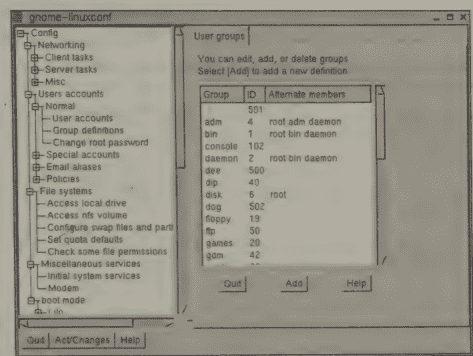 gnome-linuxconf
Config
Networking
Client tasks
Server tasks
Misc
Users accounts
Normal
User accounts
Group definitions
Change root password
Special accounts
Email aliases
Policies
File systems
Access local drive
Access nfs volume
Configure swap files and parti
Set quota defaults
Check some file permissions
Miscellaneous services
Initial system services
Modem
boot mode
Quit Act/Changes Help
User groups
You can edit, add, or delete groups
Select [Add] to add a new definition
Group ID Alternate members
501
adm 4 root adm daemon
bin 1 root bin daemon
console 102
daemon 2 root bin daemon
dee 500
dip 40
disk 6 root
dog 502
floppy 19
ftp 50
games 20
gdm 42
Quit Add Help